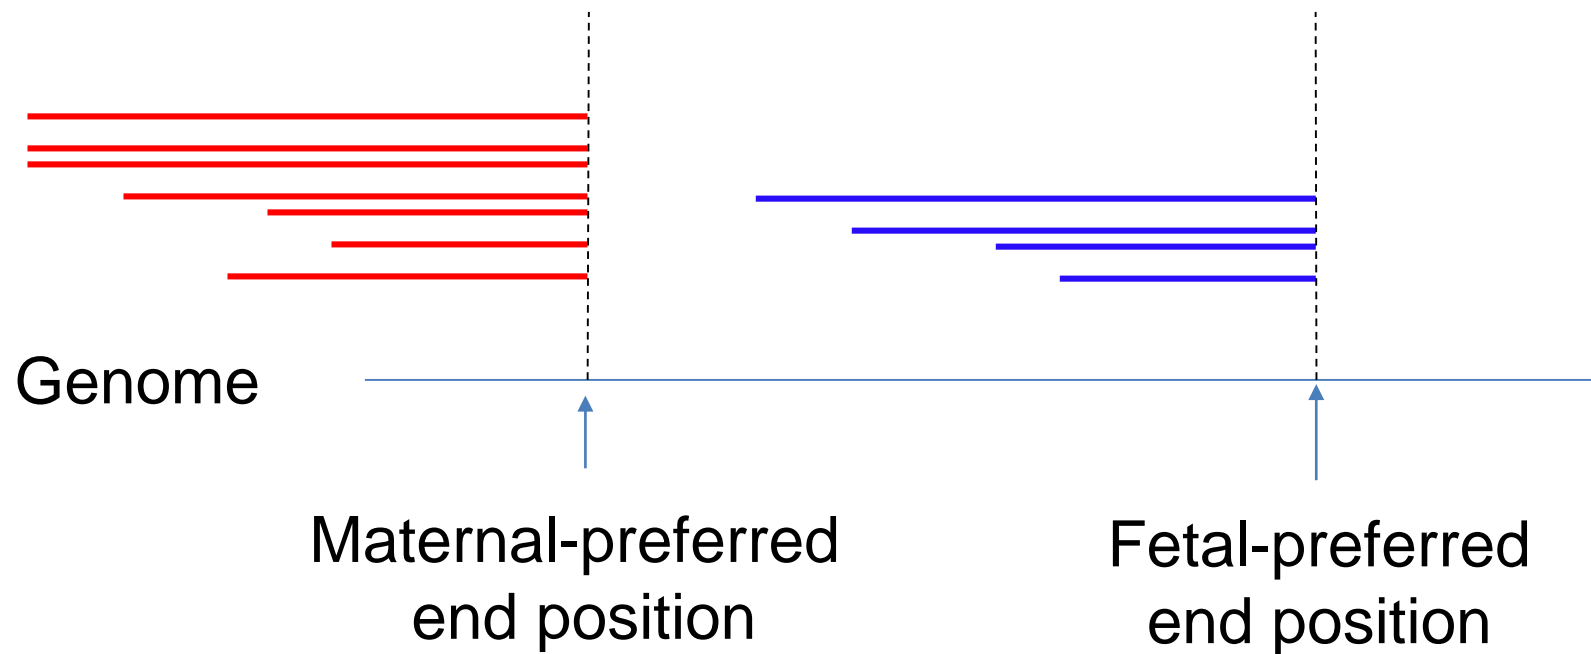 Genome
Maternal-preferred
end position
Fetal-preferred
end position